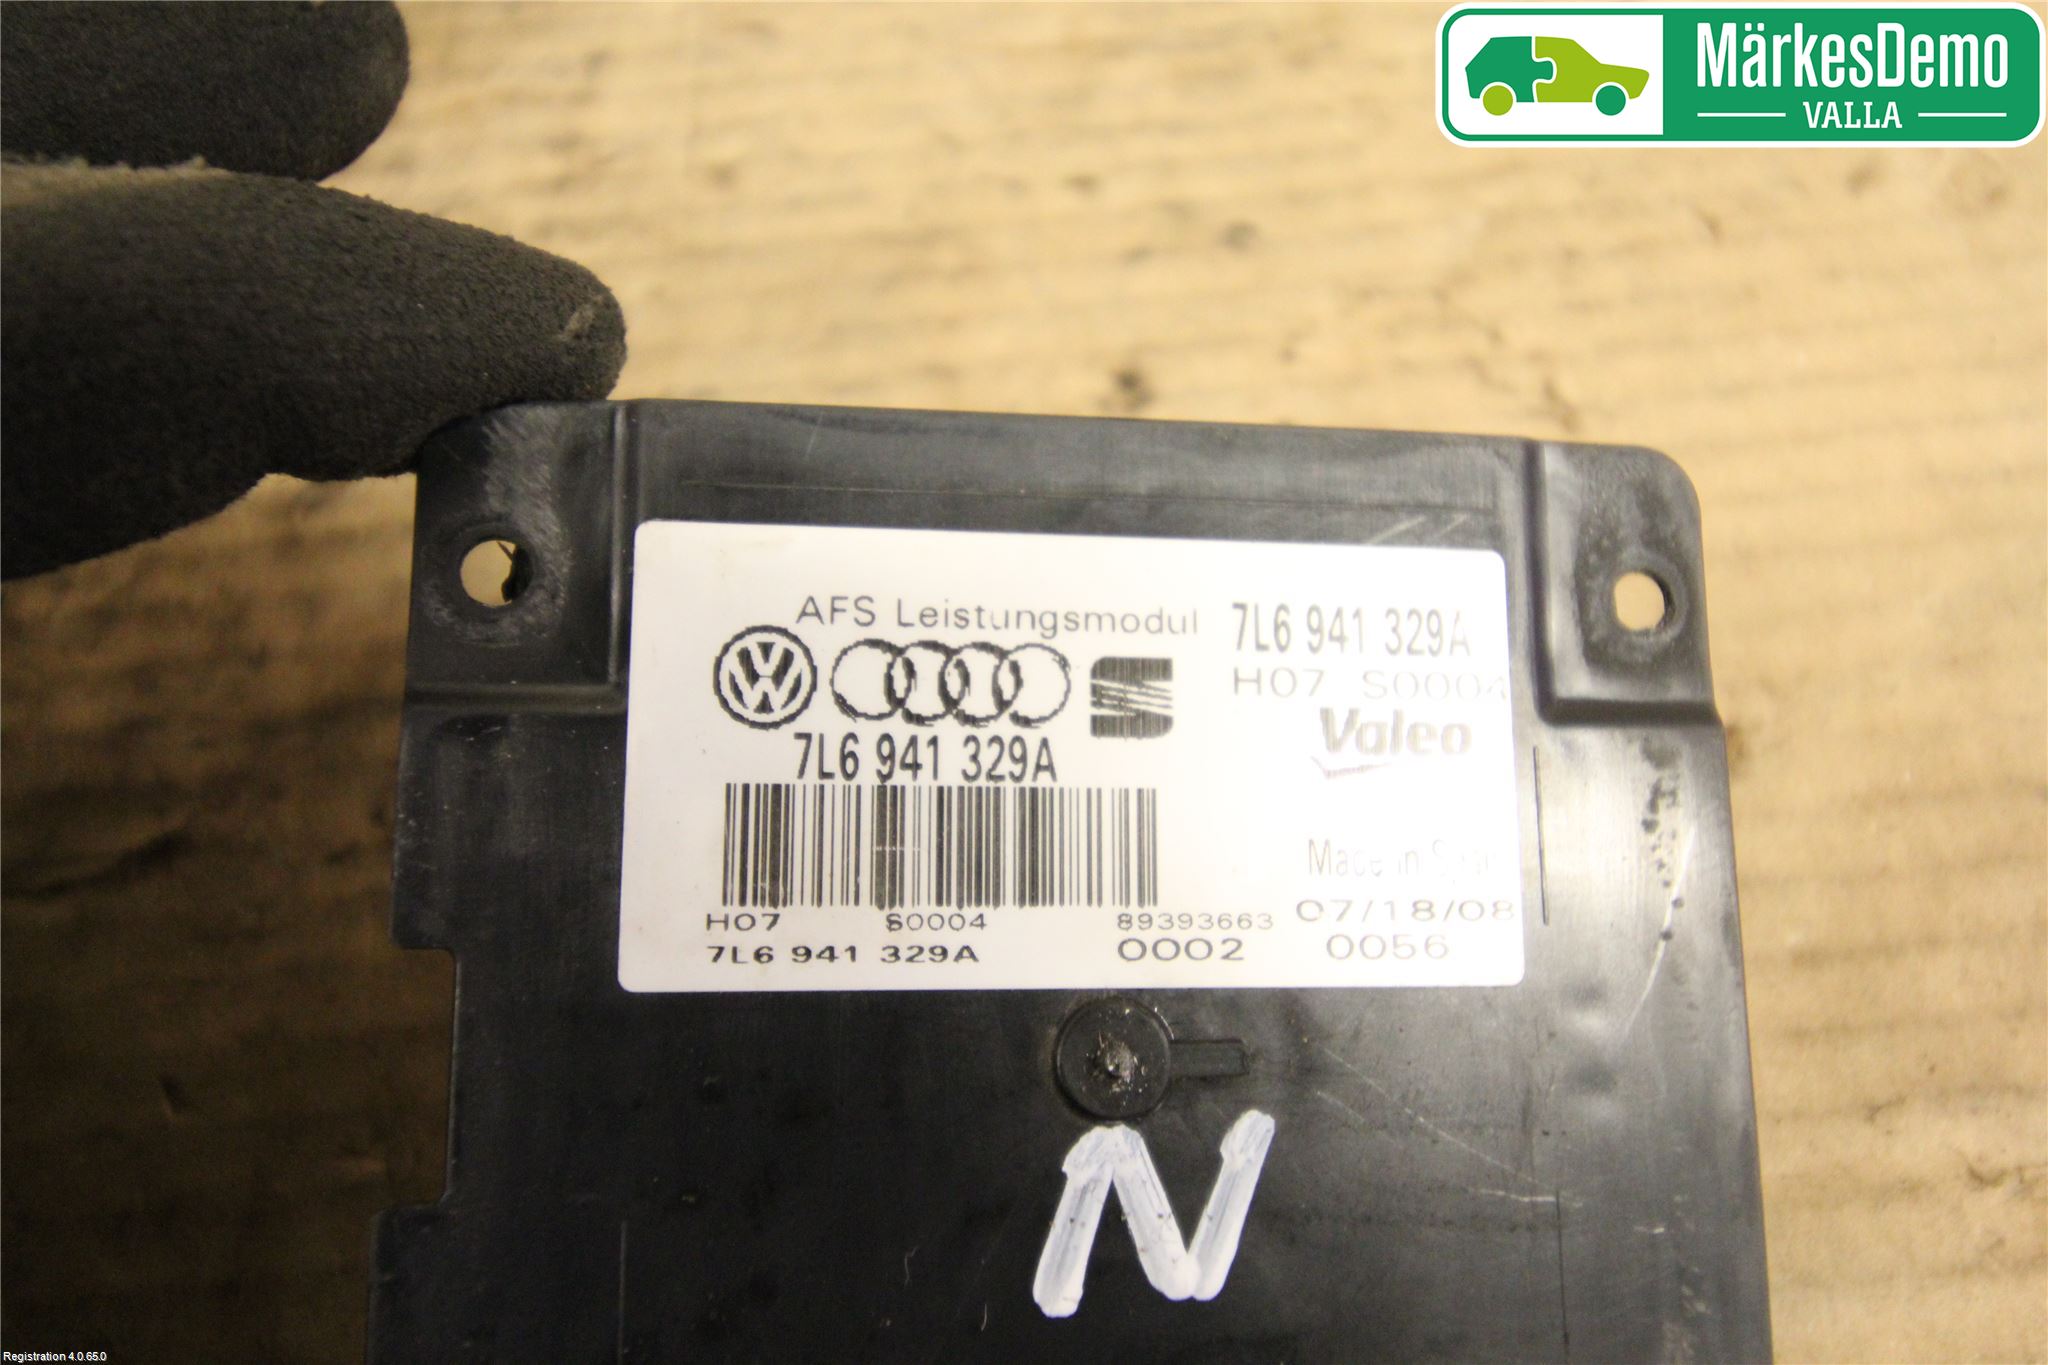 MärkesDemo
VALLA
AFS Leistungsmodul
7L6 941 329A
H07 S0004
Valeo
7L6 941 329A
Made in
H07 S0004 89393663 07/18/08
7L6 941 329A 0002 0056
N
Registration 4.0.65.0